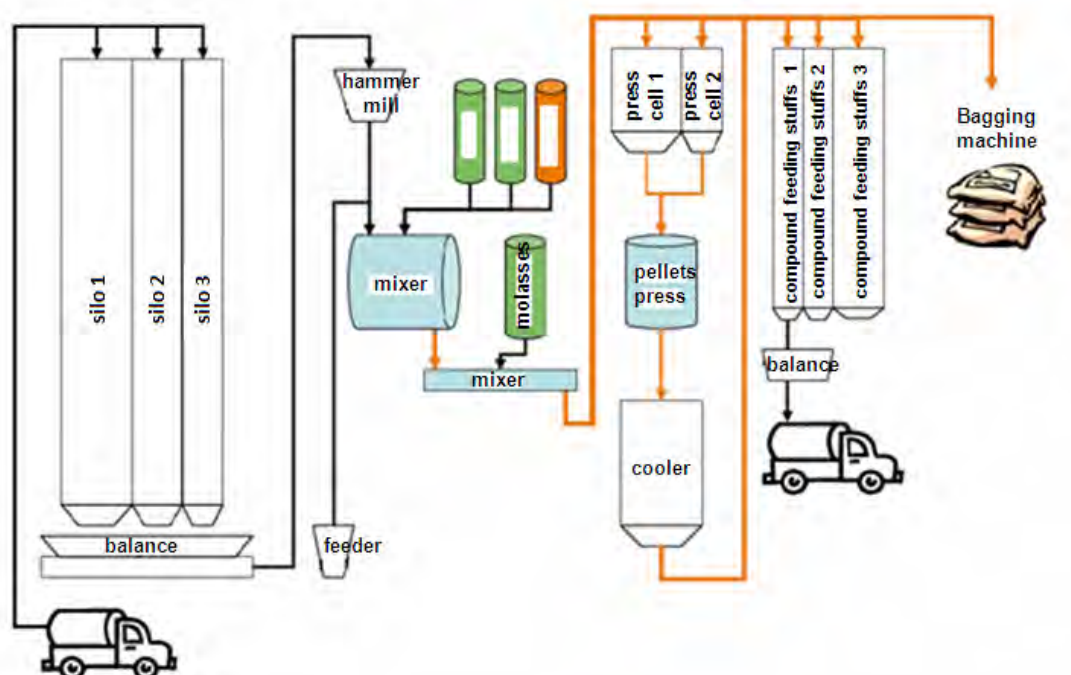 silo 1
silo 2
silo 3
balance
hammer
mill
feeder
mixer
molasses
mixer
press
cell 1
press
cell 2
pellets
press
cooler
compound feeding stuffs 1
compound feeding stuffs 2
compound feeding stuffs 3
balance
Bagging
machine